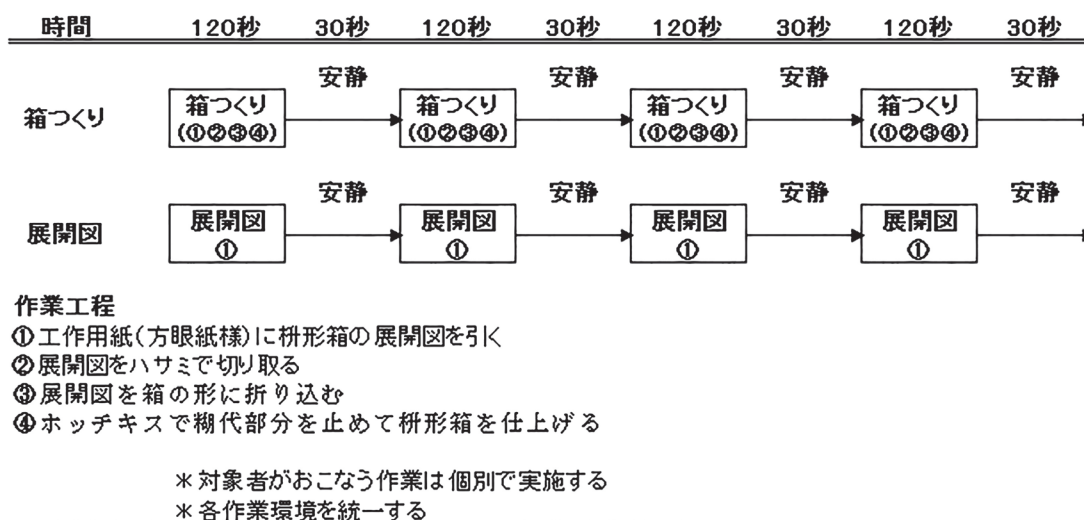 時間 120秒 30秒 120秒 30秒 120秒 30秒 120秒 30秒
安静 安静 安静 安静
箱つくり 箱つくり 箱つくり 箱つくり 箱つくり
(①②③④) (①②③④) (①②③④) (①②③④)
安静 安静 安静 安静
展開図 展開図 展開図 展開図 展開図
① ① ① ①
作業工程
①工作用紙(方眼紙様)に枡形箱の展開図を引く
②展開図をハサミで切り取る
③展開図を箱の形に折り込む
④ホッチキスで糊代部分を止めて枡形箱を仕上げる
*対象者がおこなう作業は個別で実施する
*各作業環境を統一する